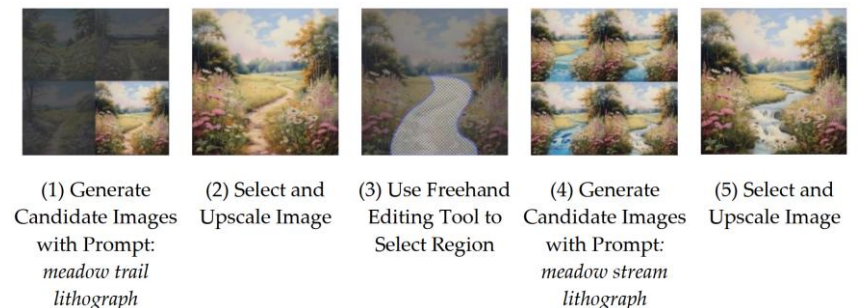 (1) Generate
Candidate Images
with Prompt:
meadow trail
lithograph
(2) Select and
Upscale Image
(3) Use Freehand
Editing Tool to
Select Region
(4) Generate
Candidate Images
with Prompt:
meadow stream
lithograph
(5) Select and
Upscale Image